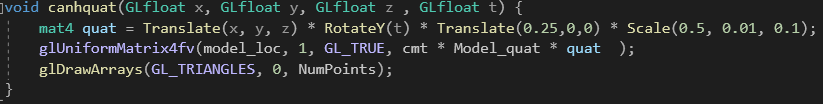 void canhquat(GLfloat x, GLfloat y, GLfloat z , GLfloat t) {
mat4 quat = Translate(x, y, z) * RotateY(t) * Translate(0.25,0,0) * Scale(0.5, 0.01, 0.1);
glUniformMatrix4fv(model_loc, 1, GL_TRUE, cmt * Model_quat * quat  );
glDrawArrays(GL_TRIANGLES, 0, NumPoints);
}